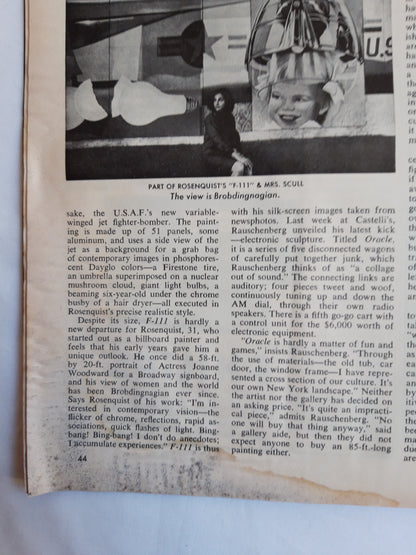 U.S
PART OF ROSENQUIST'S "F-111" & MRS. SCULL
The view is Brobdingnagian.
sake, the U.S.A.F.'s new variable-
winged jet fighter-bomber. The paint-
ing is made up of 51 panels, some
aluminum, and uses a side view of the
jet as a background for a grab bag
of contemporary images in phosphores-
cent Dayglo colors—a Firestone tire,
an umbrella superimposed on a nuclear
mushroom cloud, giant light bulbs, a
beaming six-year-old under the chrome
busby of a hair dryer—all executed in
Rosenquist's precise realistic style.
Despite its size, F-111 is hardly a
new departure for Rosenquist, 31, who
started out as a billboard painter and
feels that his early years gave him a
unique outlook. He once did a 58-ft.
by 20-ft. portrait of Actress Joanne
Woodward for a Broadway signboard,
and his view of women and the world
has been Brobdingnagian ever since.
Says Rosenquist of his work: "I'm in-
terested in contemporary vision—the
flicker of chrome, reflections, rapid as-
sociations, quick flashes of light. Bing-
bang! Bing-bang! I don't do anecdotes;
I accumulate experiences." F-111 is thus
44
with his silk-screen images taken from
newsphotos. Last week at Castelli's,
Rauschenberg unveiled his latest kick
—electronic sculpture. Titled Oracle,
it is a series of five disconnected wagons
of carefully put together junk, which
Rauschenberg thinks of as "a collage
out of sound." The connecting links are
auditory; four pieces tweet and woof,
continuously tuning up and down the
AM dial, through their own radio
speakers. There is a fifth go-go cart with
a control unit for the $6,000 worth of
electronic equipment.
"Oracle is hardly a matter of fun and
games," insists Rauschenberg. "Through
the use of materials—the old tub, car
door, the window frame—I have repre-
sented a cross section of our culture. It's
our own New York landscape." Neither
the artist nor the gallery has decided on
an asking price. "It's quite an impracti-
cal piece," admits Rauschenberg. "No
one will buy that thing anyway," said
a gallery aide, but then they did not
expect anyone to buy an 85-ft.-long
painting either.